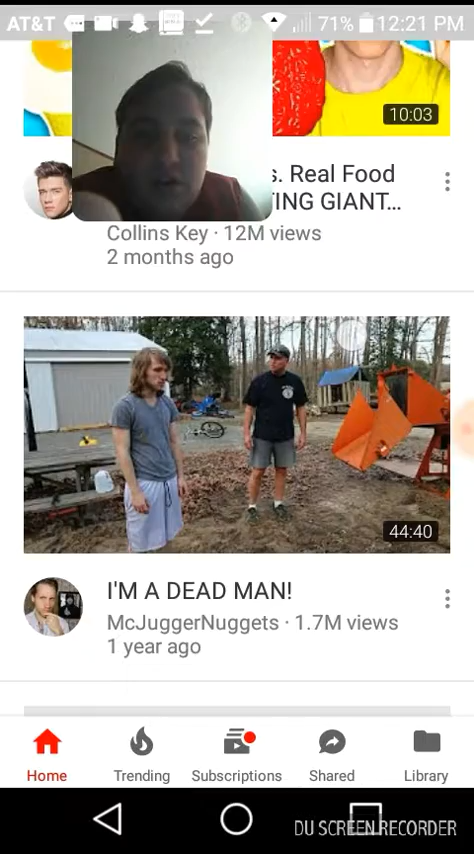 AT&T 71% 12:21 PM
10:03
s. Real Food
TING GIANT...
Collins Key · 12M views
2 months ago
44:40
I'M A DEAD MAN!
McJuggerNuggets · 1.7M views
1 year ago
Home Trending Subscriptions Shared Library
DU SCREEN RECORDER